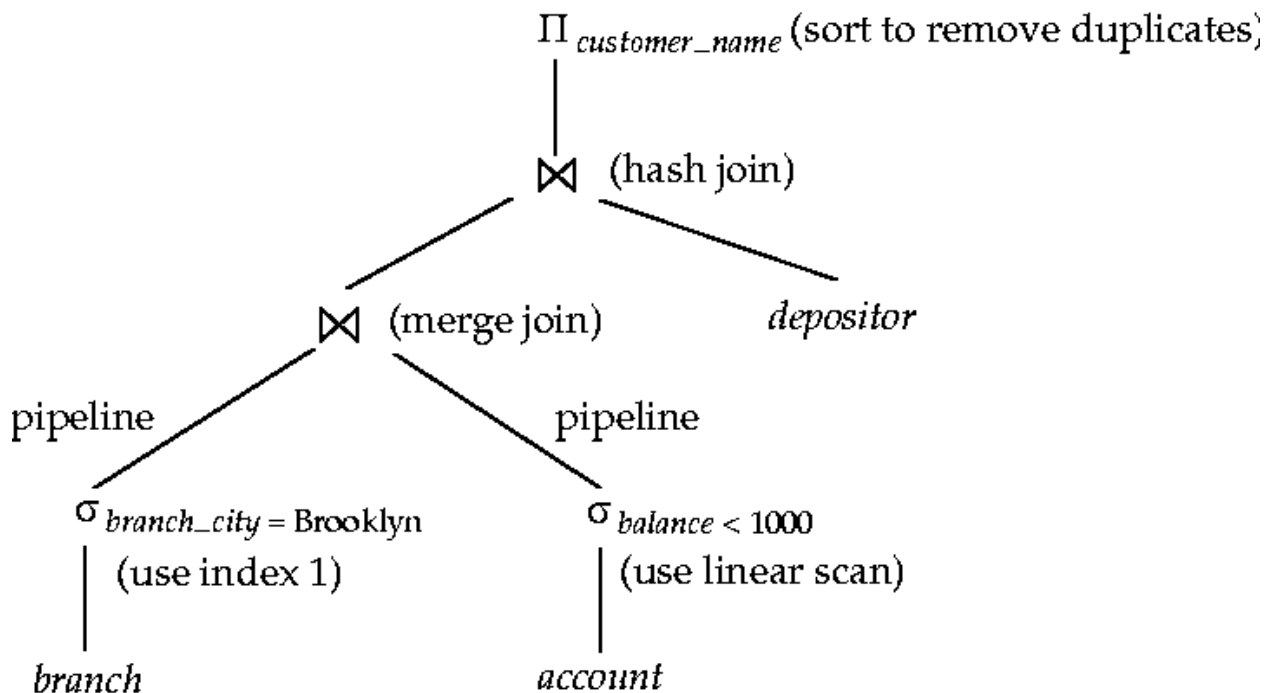 Π customer_name (sort to remove duplicates)
⋈ (hash join)
⋈ (merge join)
depositor
pipeline
pipeline
σ branch_city = Brooklyn
σ balance < 1000
(use index 1)
(use linear scan)
branch
account